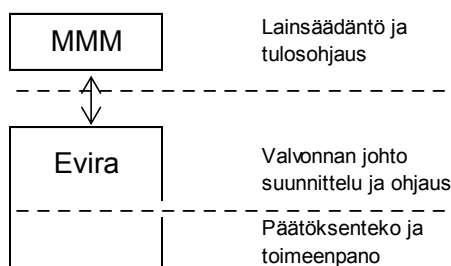 MMM
Lainsäädäntö ja
tulosohjaus
Evira
Valvonnan johto
suunnittelu ja ohjaus
Päätöksenteko ja
toimeenpano